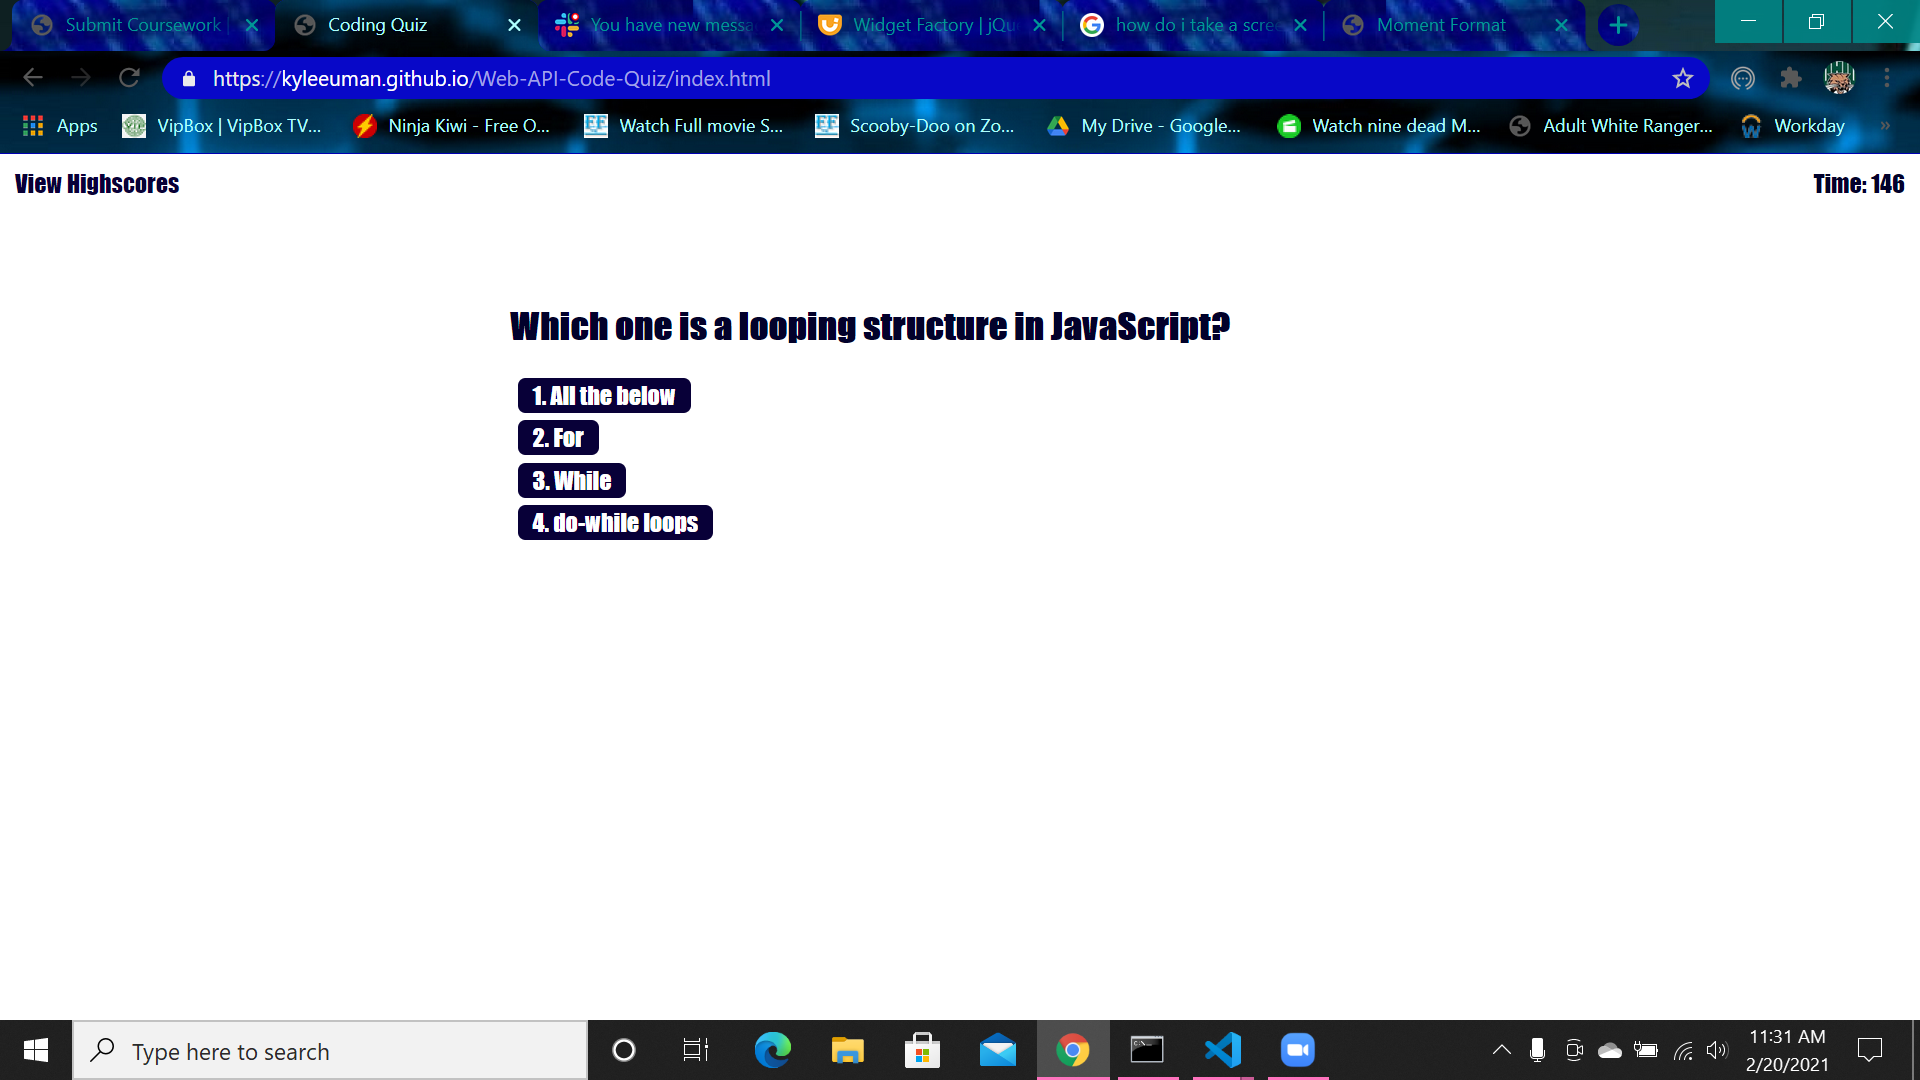 Submit Coursework
Coding Quiz
You have new messa
Widget Factory | jQu
how do i take a scree
Moment Format
https://kyleeuman.github.io/Web-API-Code-Quiz/index.html
Apps
VipBox | VipBox TV...
Ninja Kiwi - Free O...
Watch Full movie S...
Scooby-Doo on Zo...
My Drive - Google...
Watch nine dead M...
Adult White Ranger...
Workday
»
View Highscores
Time: 146
Which one is a looping structure in JavaScript?
1. All the below
2. For
3. While
4. do-while loops
Type here to search
11:31 AM
2/20/2021